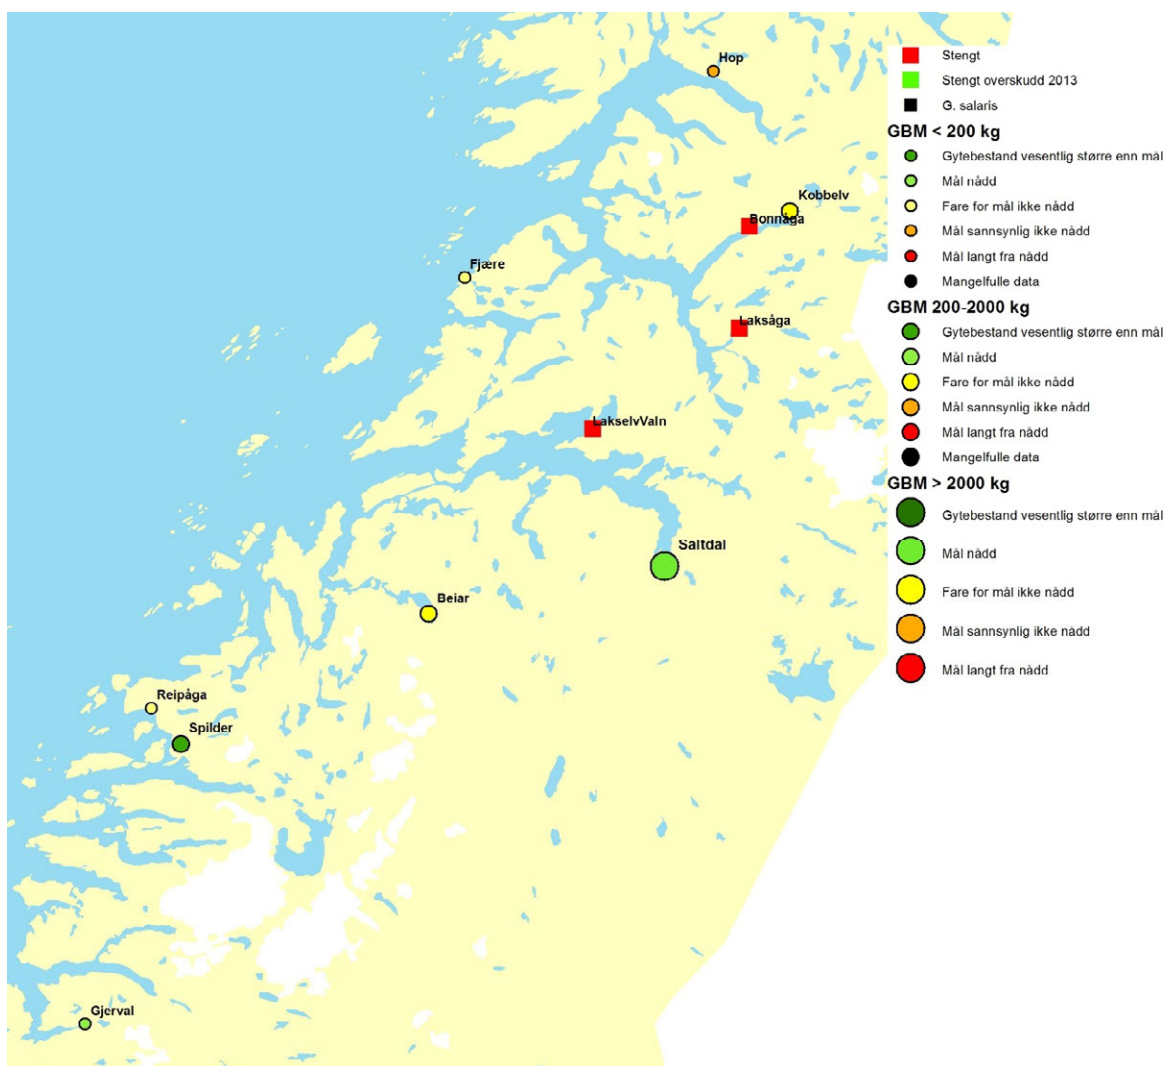 Hop
Kobbelv
Bonnåga
Fjære
Laksåga
LakselvValn
Saltdal
Beiar
Reipåga
Spilder
Gjerval
Stengt
Stengt overskudd 2013
G. salaris
GBM < 200 kg
Gytebestand vesentlig større enn mål
Mål nådd
Fare for mål ikke nådd
Mål sannsynlig ikke nådd
Mål langt fra nådd
Mangelfulle data
GBM 200-2000 kg
Gytebestand vesentlig større enn mål
Mål nådd
Fare for mål ikke nådd
Mål sannsynlig ikke nådd
Mål langt fra nådd
Mangelfulle data
GBM > 2000 kg
Gytebestand vesentlig større enn mål
Mål nådd
Fare for mål ikke nådd
Mål sannsynlig ikke nådd
Mål langt fra nådd